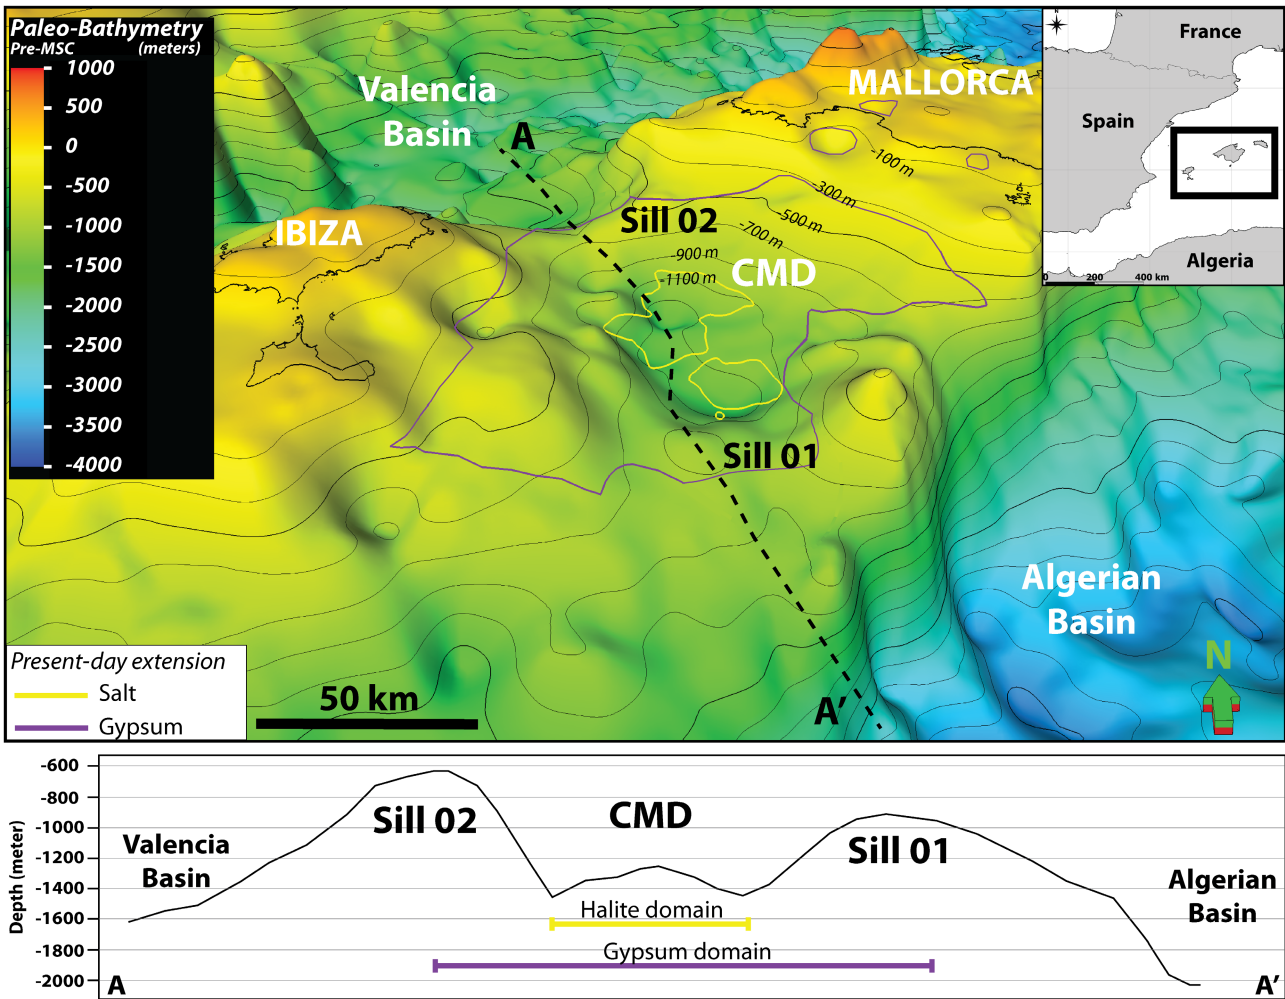 Paleo-Bathymetry
Pre-MSC (meters)
1000
500
0
-500
-1000
-1500
-2000
-2500
-3000
-3500
-4000
Valencia
Basin
A
MALLORCA
-100 m
300 m
-500 m
-700 m
-900 m
-1100 m
IBIZA
Sill 02
CMD
Sill 01
Algerian
Basin
A'
N
N
France
Spain
Algeria
0 200 400 km
Present-day extension
Salt
Gypsum
50 km
Depth (meter)
-600
-800
-1000
-1200
-1400
-1600
-1800
-2000
Valencia
Basin
Sill 02
CMD
Sill 01
Algerian
Basin
Halite domain
Gypsum domain
A
A'